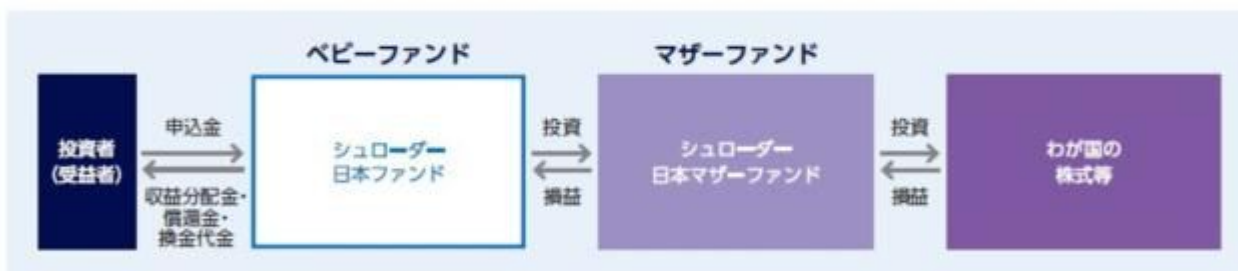 ベビーファンド
マザーファンド
投資者
(受益者)
申込金
収益分配金・
償還金・
換金代金
シュローダー
日本ファンド
投資
損益
シュローダー
日本マザーファンド
投資
損益
わが国の
株式等